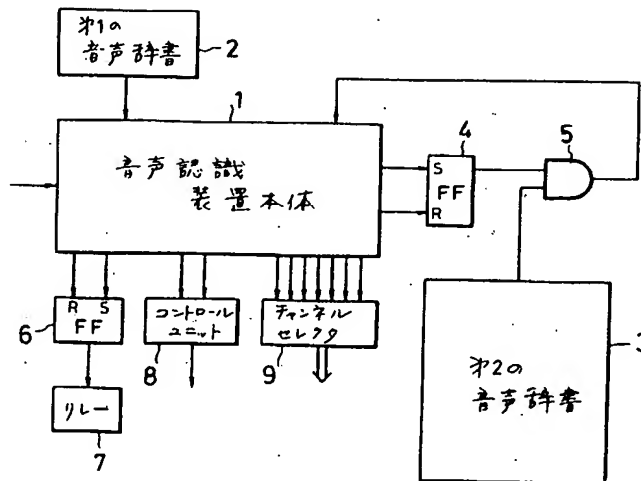 第1の
音声辞書
2
1
音声認識
装置本体
4
S
FF
R
5
R S
FF
6
コントロール
ユニット
8
チャンネル
セレクタ
9
リレー
7
第2の
音声辞書
3